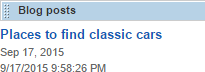 Blog posts
Places to find classic cars
Sep 17, 2015
9/17/2015 9:58:26 PM